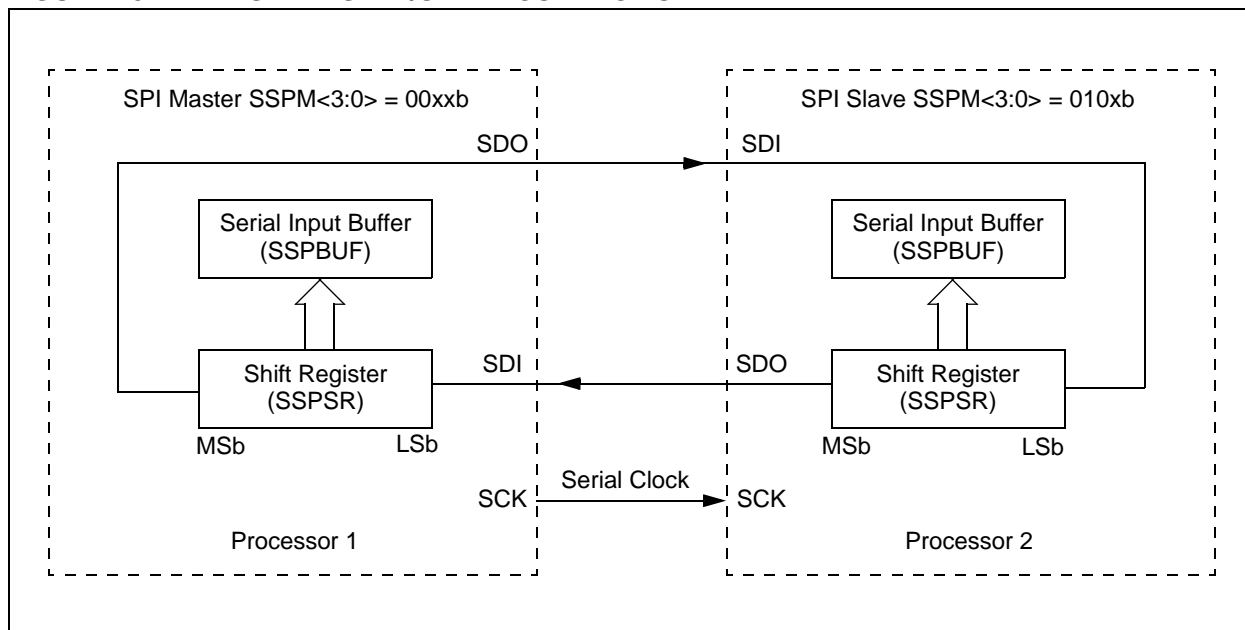 SPI Master SSPM<3:0> = 00xxb
SDO
Serial Input Buffer
(SSPBUF)
Shift Register
(SSPSR)
MSb
LSb
SDI
SCK
Processor 1
Serial Clock
SPI Slave SSPM<3:0> = 010xb
SDI
Serial Input Buffer
(SSPBUF)
SDO
Shift Register
(SSPSR)
MSb
LSb
SCK
Processor 2